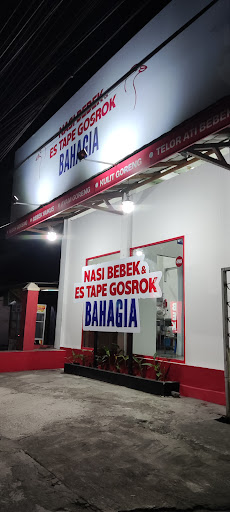 NASI BEBEK &
ES TAPE GOSROK
BAHAGIA
KULIT GORENG • TELOR ATI BEBEK
NASI BEBEK &
ES TAPE GOSROK
BAHAGIA